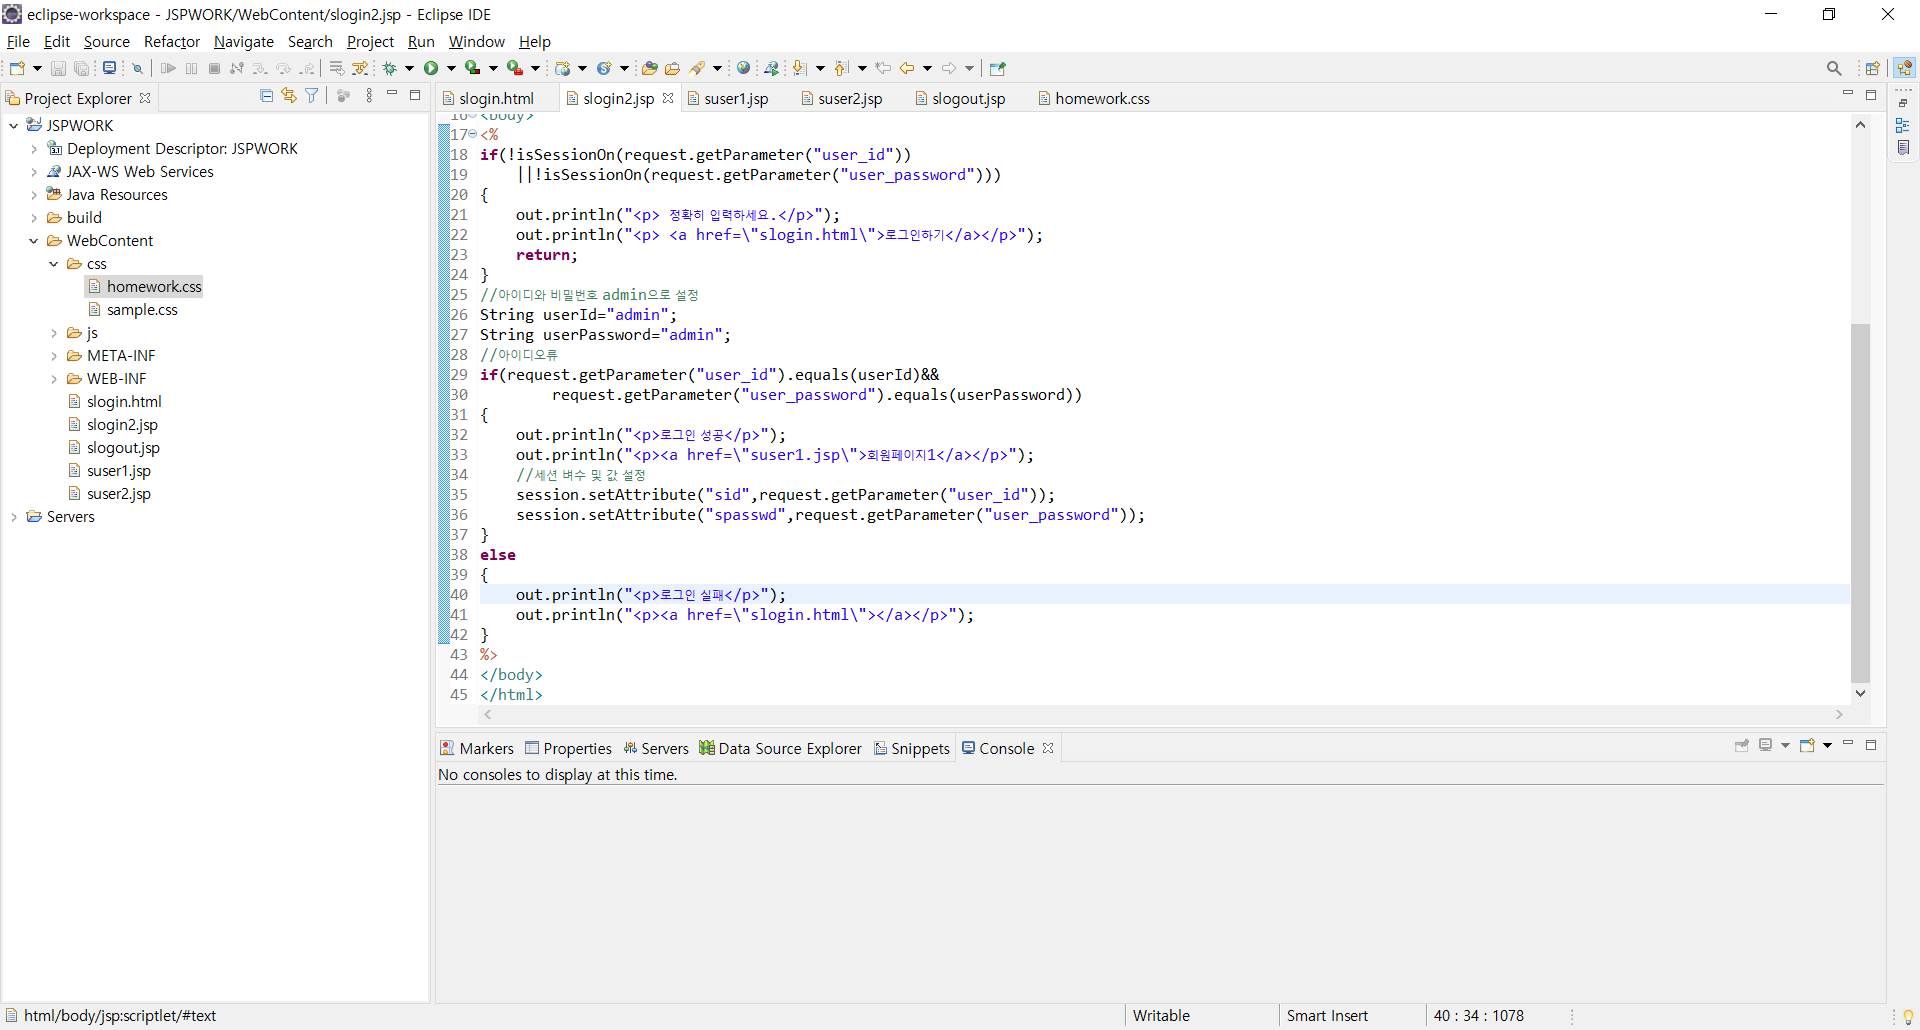 eclipse-workspace - JSPWORK/WebContent/slogin2.jsp - Eclipse IDE
File Edit Source Refactor Navigate Search Project Run Window Help
Project Explorer
JSPWORK
Deployment Descriptor: JSPWORK
JAX-WS Web Services
Java Resources
build
WebContent
css
homework.css
sample.css
js
META-INF
WEB-INF
slogin.html
slogin2.jsp
slogout.jsp
suser1.jsp
suser2.jsp
Servers
slogin.html slogin2.jsp suser1.jsp suser2.jsp slogout.jsp homework.css
16 <body>
17 <%
18 if(!isSessionOn(request.getParameter("user_id"))
19     ||!isSessionOn(request.getParameter("user_password")))
20 {
21     out.println("<p> 정확히 입력하세요.</p>");
22     out.println("<p> <a href=\"slogin.html\">로그인하기</a></p>");
23     return;
24 }
25 //아이디와 비밀번호 admin으로 설정
26 String userId="admin";
27 String userPassword="admin";
28 //아이디오류
29 if(request.getParameter("user_id").equals(userId)&&
30         request.getParameter("user_password").equals(userPassword))
31 {
32     out.println("<p>로그인 성공</p>");
33     out.println("<p><a href=\"suser1.jsp\">회원페이지1</a></p>");
34     //세션 벼수 및 값 설정
35     session.setAttribute("sid",request.getParameter("user_id"));
36     session.setAttribute("spasswd",request.getParameter("user_password"));
37 }
38 else
39 {
40     out.println("<p>로그인 실패</p>");
41     out.println("<p><a href=\"slogin.html\"></a></p>");
42 }
43 %>
44 </body>
45 </html>
Markers Properties Servers Data Source Explorer Snippets Console
No consoles to display at this time.
html/body/jsp:scriptlet/#text Writable Smart Insert 40 : 34 : 1078